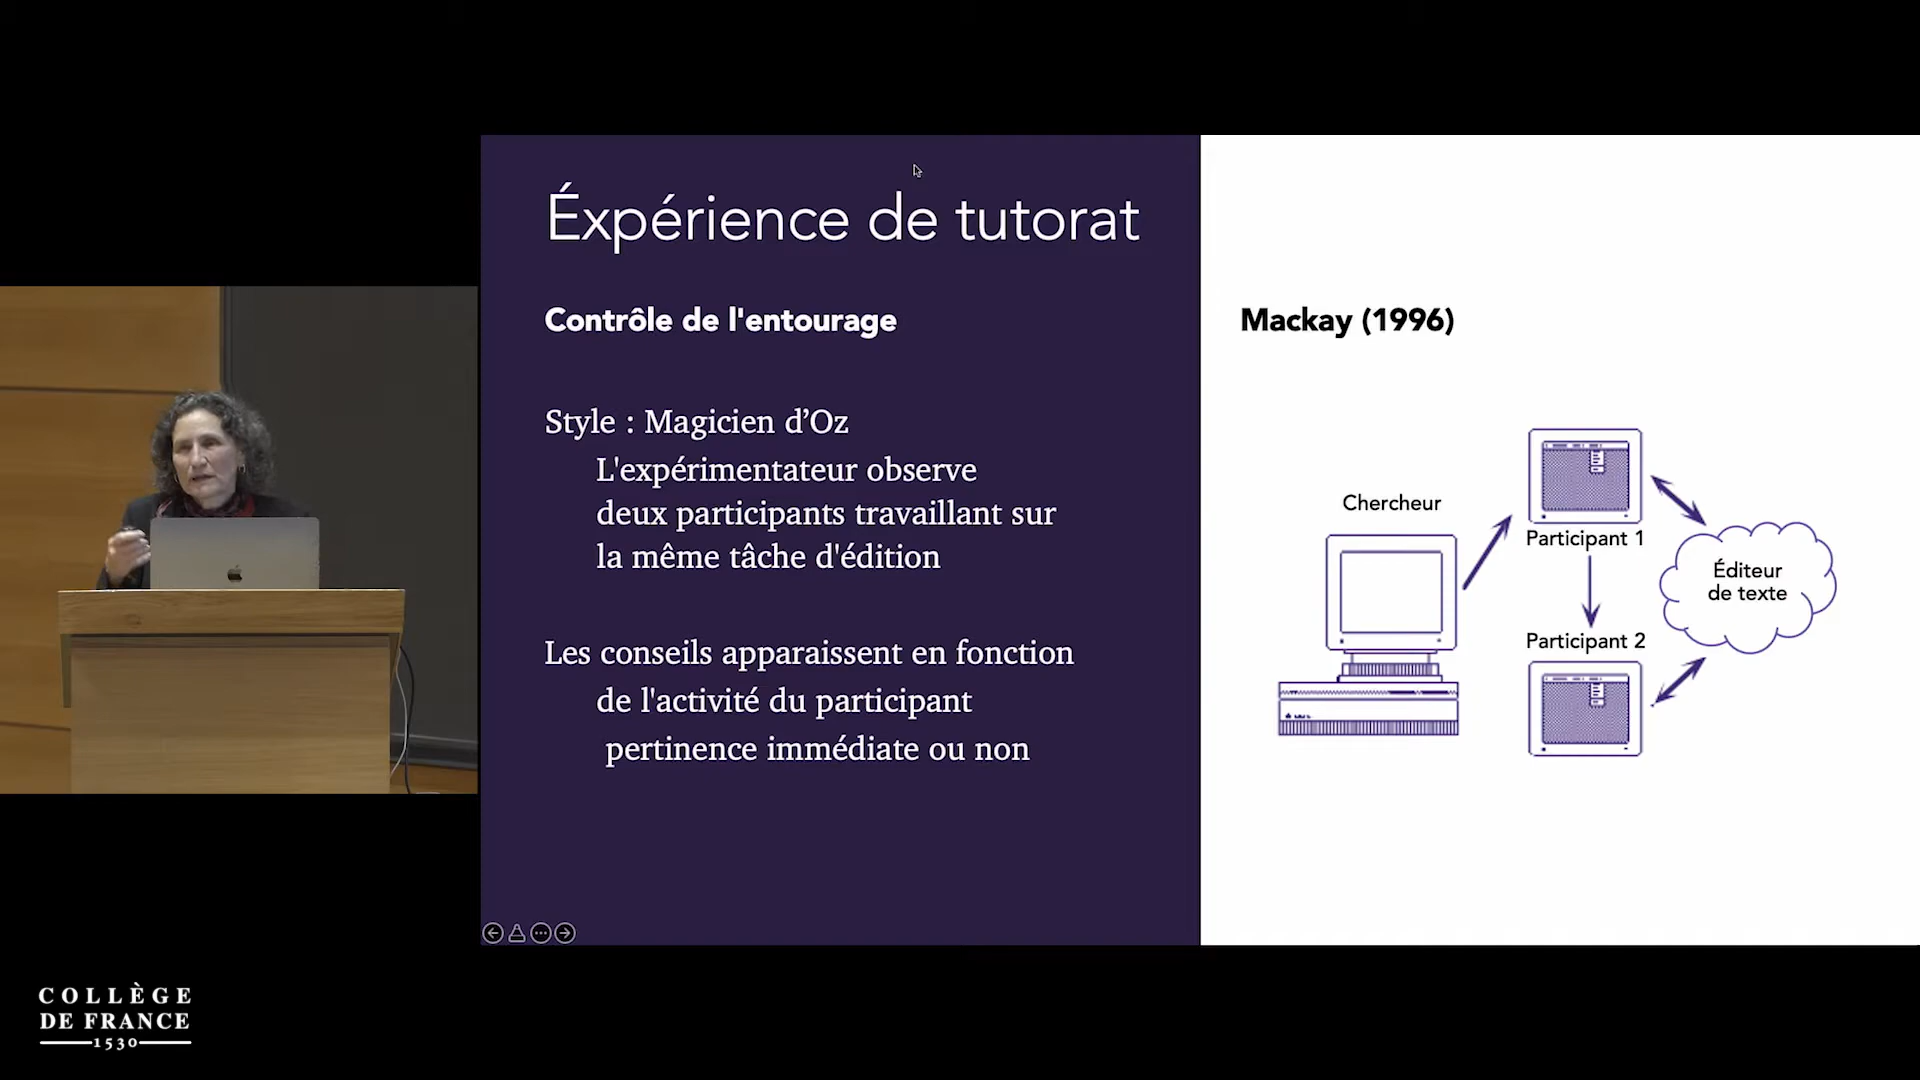 Éxpérience de tutorat
Contrôle de l'entourage
Style : Magicien d’Oz
L'expérimentateur observe
deux participants travaillant sur
la même tâche d'édition
Les conseils apparaissent en fonction
de l'activité du participant
pertinence immédiate ou non
Mackay (1996)
Chercheur
Participant 1
Éditeur
de texte
Participant 2
COLLÈGE
DE FRANCE
1530